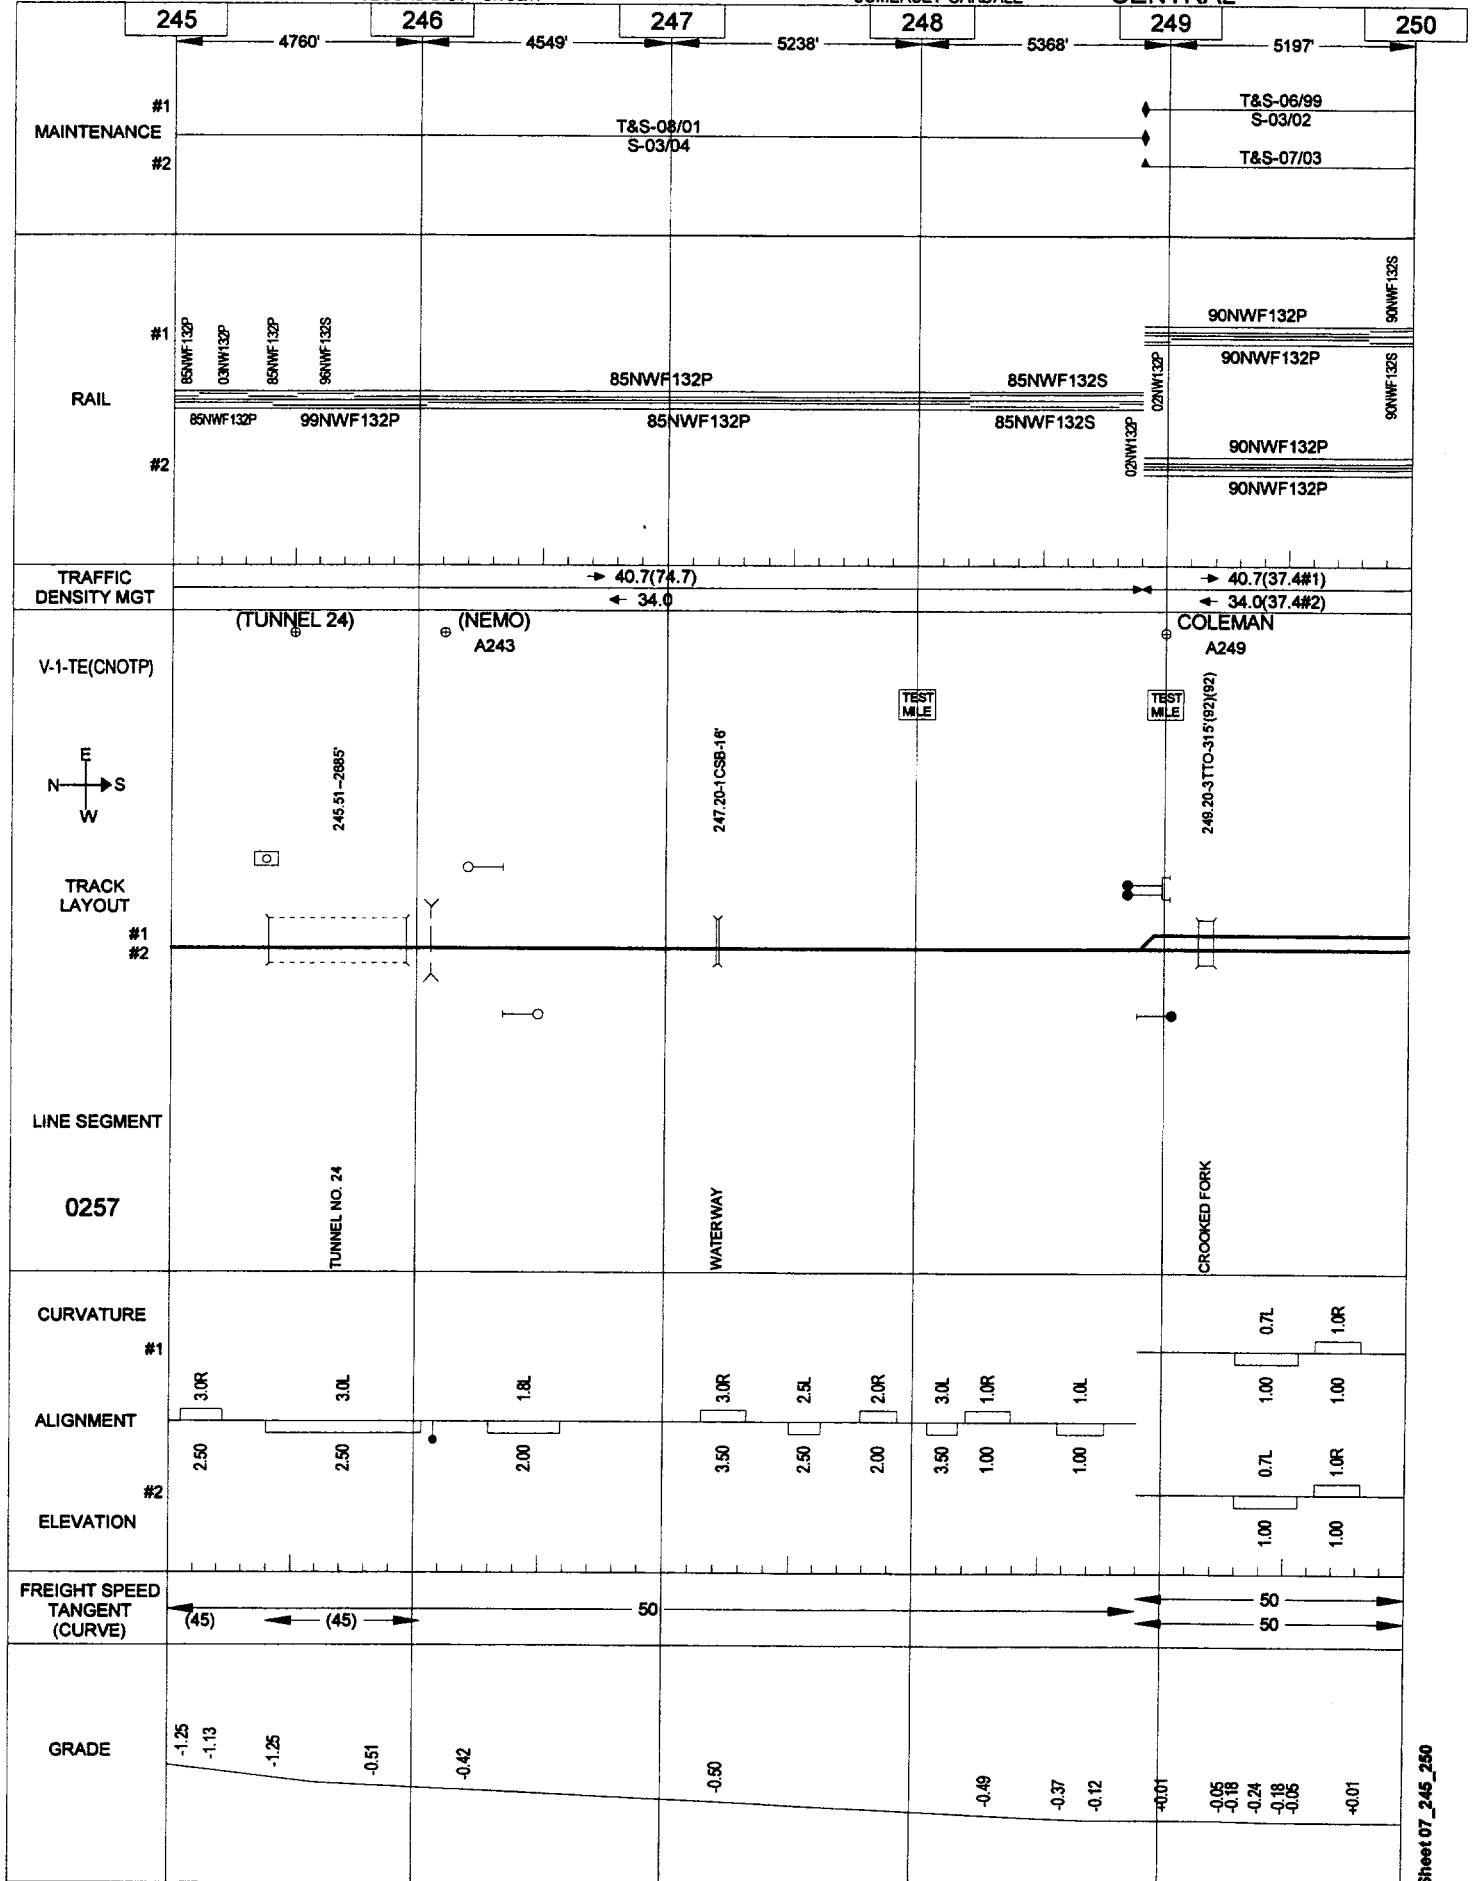 CENTRAL
245 246 247 248 249 250
4760' 4549' 5238' 5368' 5197'
#1
MAINTENANCE
#2
T&S-08/01
S-03/04
T&S-06/99
S-03/02
T&S-07/03
#1
RAIL
#2
85NWF132P
03NW132P
85NWF132P
96NWF132S
85NWF132P
85NWF132S
85NWF132P
99NWF132P
85NWF132P
85NWF132S
02NW132P
02NW132P
90NWF132P
90NWF132S
90NWF132P
90NWF132S
90NWF132P
90NWF132P
TRAFFIC
DENSITY MGT
40.7(74.7)
34.0
40.7(37.4#1)
34.0(37.4#2)
(TUNNEL 24)
(NEMO)
A243
COLEMAN
A249
V-1-TE(CNOTP)
TEST
MILE
TEST
MILE
E
N S
W
245.51--2685'
247.20-1CSB-16'
249.20-3TTO-315'(92)(92)
TRACK
LAYOUT
#1
#2
LINE SEGMENT
0257
TUNNEL NO. 24
WATERWAY
CROOKED FORK
CURVATURE
#1
ALIGNMENT
#2
ELEVATION
3.0R 3.0L 1.8L 3.0R 2.5L 2.0R 3.0L 1.0R 1.0L
2.50 2.50 2.00 3.50 2.50 2.00 3.50 1.00 1.00
0.7L 1.0R
1.00 1.00
0.7L 1.0R
1.00 1.00
FREIGHT SPEED
TANGENT
(CURVE)
(45) (45) 50
50
50
GRADE
-1.25 -1.13 -1.25 -0.51 -0.42 -0.50 -0.49 -0.37 -0.12 +0.01 -0.05 -0.18 -0.24 -0.18 -0.05 +0.01
Sheet 07_245_250